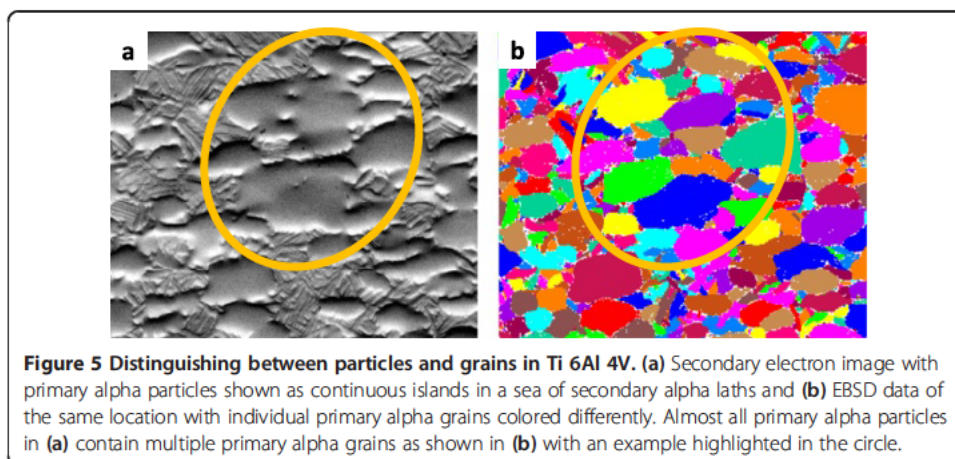 a
b
Figure 5 Distinguishing between particles and grains in Ti 6Al 4V. (a) Secondary electron image with
primary alpha particles shown as continuous islands in a sea of secondary alpha laths and (b) EBSD data of
the same location with individual primary alpha grains colored differently. Almost all primary alpha particles
in (a) contain multiple primary alpha grains as shown in (b) with an example highlighted in the circle.